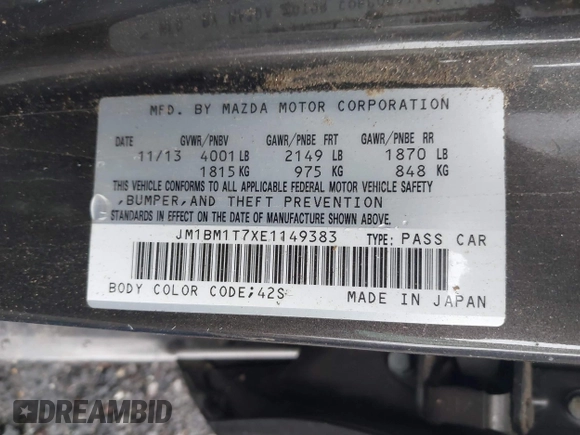 MFD. BY MAZDA MOTOR CORPORATION
DATE GVWR/PNBV GAWR/PNBE FRT GAWR/PNBE RR
11/13 4001 LB 2149 LB 1870 LB
1815 KG 975 KG 848 KG
THIS VEHICLE CONFORMS TO ALL APPLICABLE FEDERAL MOTOR VEHICLE SAFETY
,BUMPER,AND THEFT PREVENTION
STANDARDS IN EFFECT ON THE DATE OF MANUFACTURE SHOWN ABOVE.
JM1BM1T7XE1149383 TYPE: PASS CAR
BODY COLOR CODE;42S MADE IN JAPAN
DREAMBID